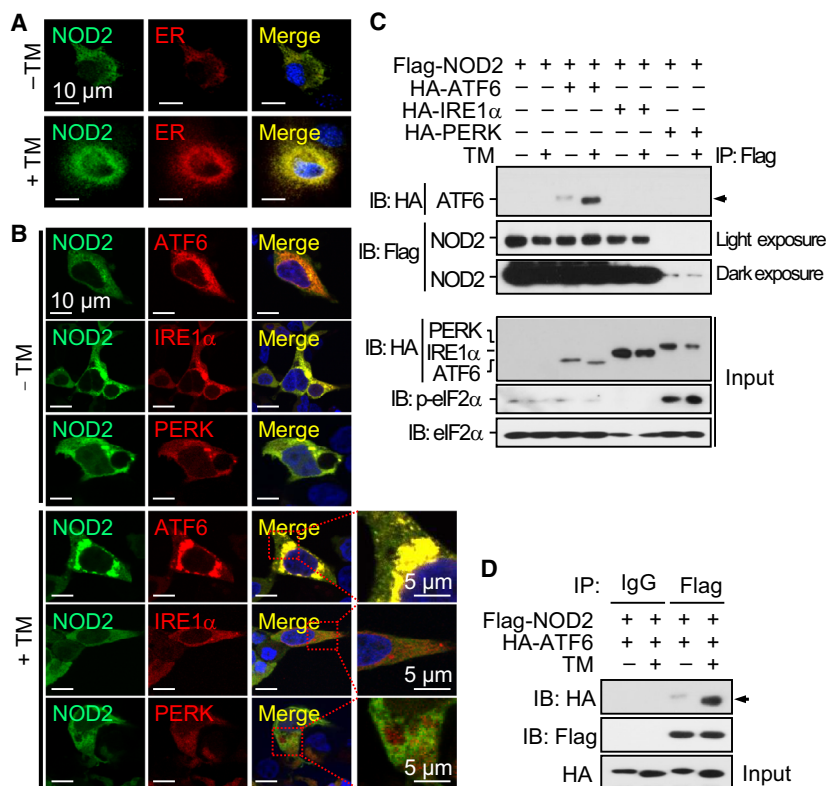 A
NOD2 ER Merge
– TM
10 µm
NOD2 ER Merge
+ TM
B
NOD2 ATF6 Merge
10 µm
– TM
NOD2 IRE1α Merge
NOD2 PERK Merge
+ TM
NOD2 ATF6 Merge
5 µm
NOD2 IRE1α Merge
5 µm
NOD2 PERK Merge
5 µm
C
Flag-NOD2 + + + + + + + +
HA-ATF6 – – + + – – – –
HA-IRE1α – – – – + + – –
HA-PERK – – – – – – + +
TM – + – + – + – + IP: Flag
IB: HA ATF6
IB: Flag NOD2 Light exposure
NOD2 Dark exposure
IB: HA PERK
IRE1α
ATF6
Input
IB: p-eIF2α
IB: eIF2α
D
IP: IgG Flag
Flag-NOD2 + + + +
HA-ATF6 + + + +
TM – + – +
IB: HA
IB: Flag
HA Input